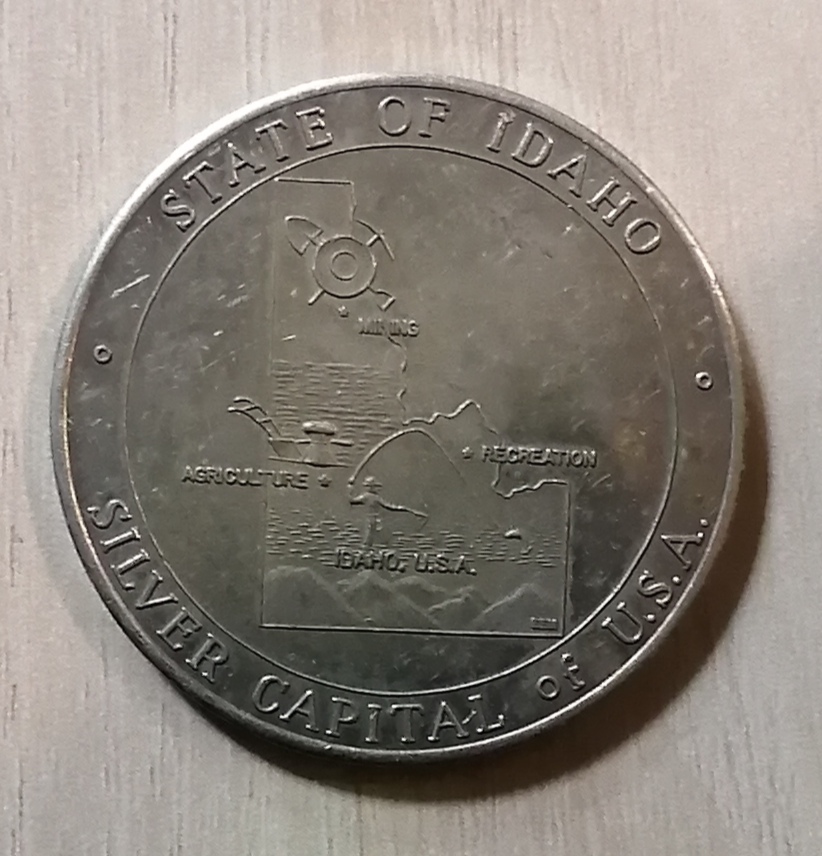 STATE OF IDAHO
MINING
RECREATION
AGRICULTURE
IDAHO, U.S.A.
SILVER CAPITAL of U.S.A.